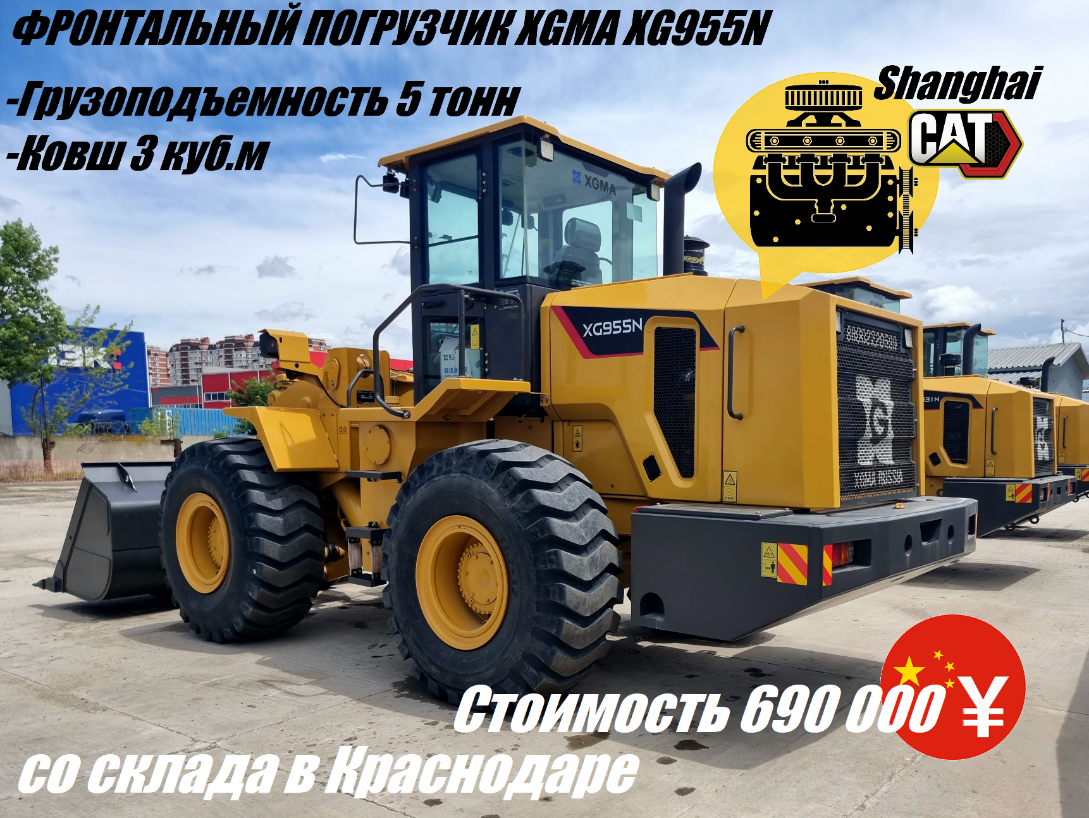 ФРОНТАЛЬНЫЙ ПОГРУЗЧИК XGMA XG955N
-Грузоподъемность 5 тонн
-Ковш 3 куб.м
Shanghai
CAT
XGMA
XG955N
XGMA RUSSIA
Стоимость 690 000 ¥
со склада в Краснодаре